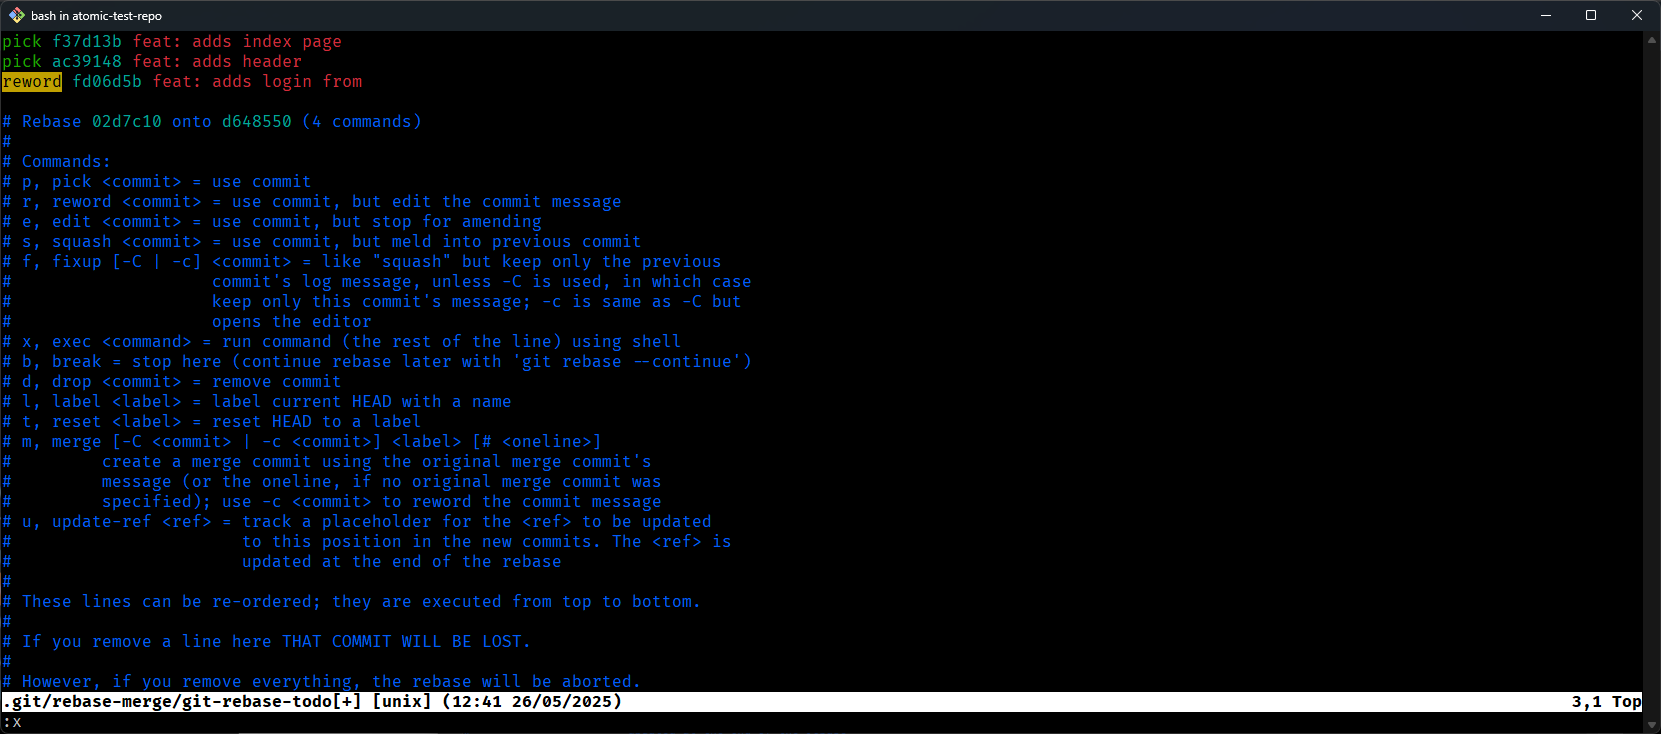 bash in atomic-test-repo
pick f37d13b feat: adds index page
pick ac39148 feat: adds header
reword fd06d5b feat: adds login from

# Rebase 02d7c10 onto d648550 (4 commands)
#
# Commands:
# p, pick <commit> = use commit
# r, reword <commit> = use commit, but edit the commit message
# e, edit <commit> = use commit, but stop for amending
# s, squash <commit> = use commit, but meld into previous commit
# f, fixup [-C | -c] <commit> = like "squash" but keep only the previous
#                    commit's log message, unless -C is used, in which case
#                    keep only this commit's message; -c is same as -C but
#                    opens the editor
# x, exec <command> = run command (the rest of the line) using shell
# b, break = stop here (continue rebase later with 'git rebase --continue')
# d, drop <commit> = remove commit
# l, label <label> = label current HEAD with a name
# t, reset <label> = reset HEAD to a label
# m, merge [-C <commit> | -c <commit>] <label> [# <oneline>]
#         create a merge commit using the original merge commit's
#         message (or the oneline, if no original merge commit was
#         specified); use -c <commit> to reword the commit message
# u, update-ref <ref> = track a placeholder for the <ref> to be updated
#                       to this position in the new commits. The <ref> is
#                       updated at the end of the rebase
#
# These lines can be re-ordered; they are executed from top to bottom.
#
# If you remove a line here THAT COMMIT WILL BE LOST.
#
# However, if you remove everything, the rebase will be aborted.
.git/rebase-merge/git-rebase-todo[+] [unix] (12:41 26/05/2025) 3,1 Top
:x